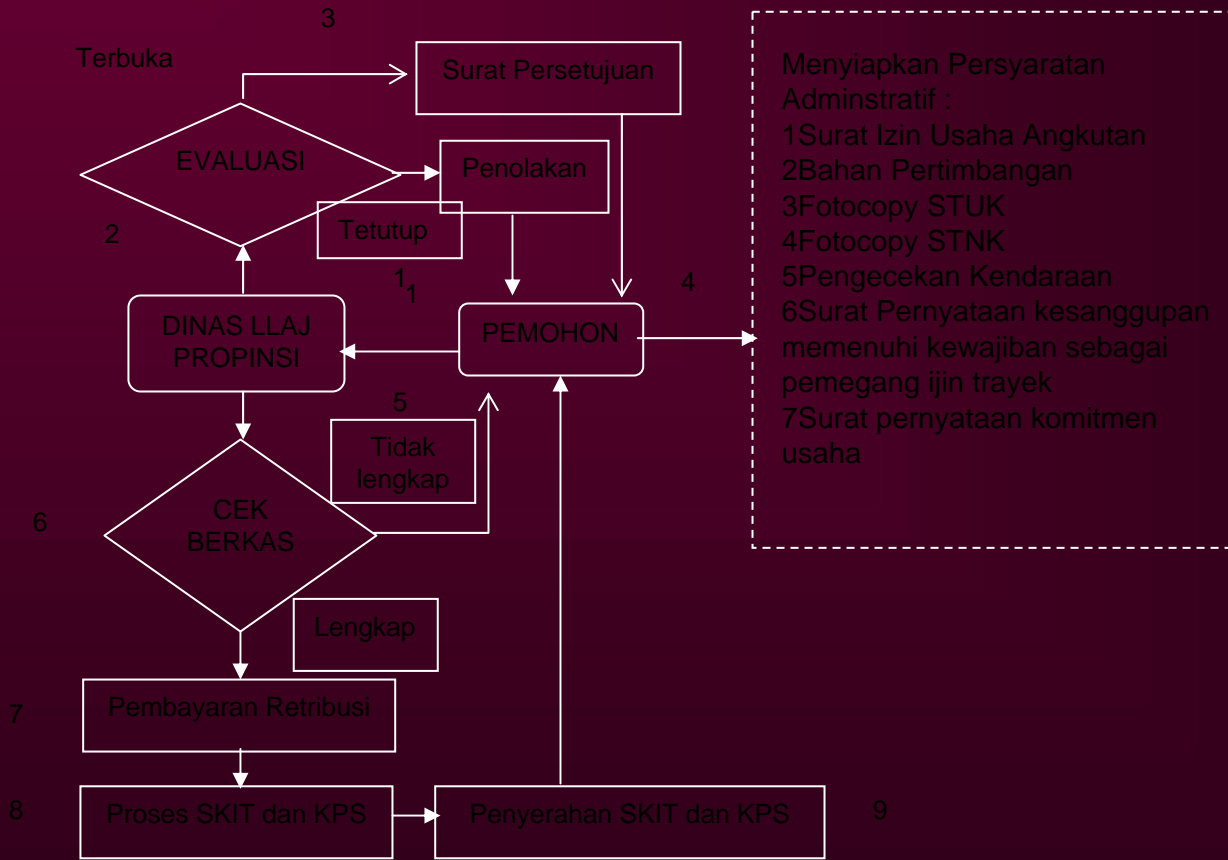 3
Terbuka
Surat Persetujuan
EVALUASI
Penolakan
2
Tetutup
1
1
4
DINAS LLAJ
PROPINSI
PEMOHON
5
Tidak
lengkap
6
CEK
BERKAS
Lengkap
7
Pembayaran Retribusi
8
Proses SKIT dan KPS
Penyerahan SKIT dan KPS
9
Menyiapkan Persyaratan
Adminstratif :
1Surat Izin Usaha Angkutan
2Bahan Pertimbangan
3Fotocopy STUK
4Fotocopy STNK
5Pengecekan Kendaraan
6Surat Pernyataan kesanggupan
memenuhi kewajiban sebagai
pemegang ijin trayek
7Surat pernyataan komitmen
usaha